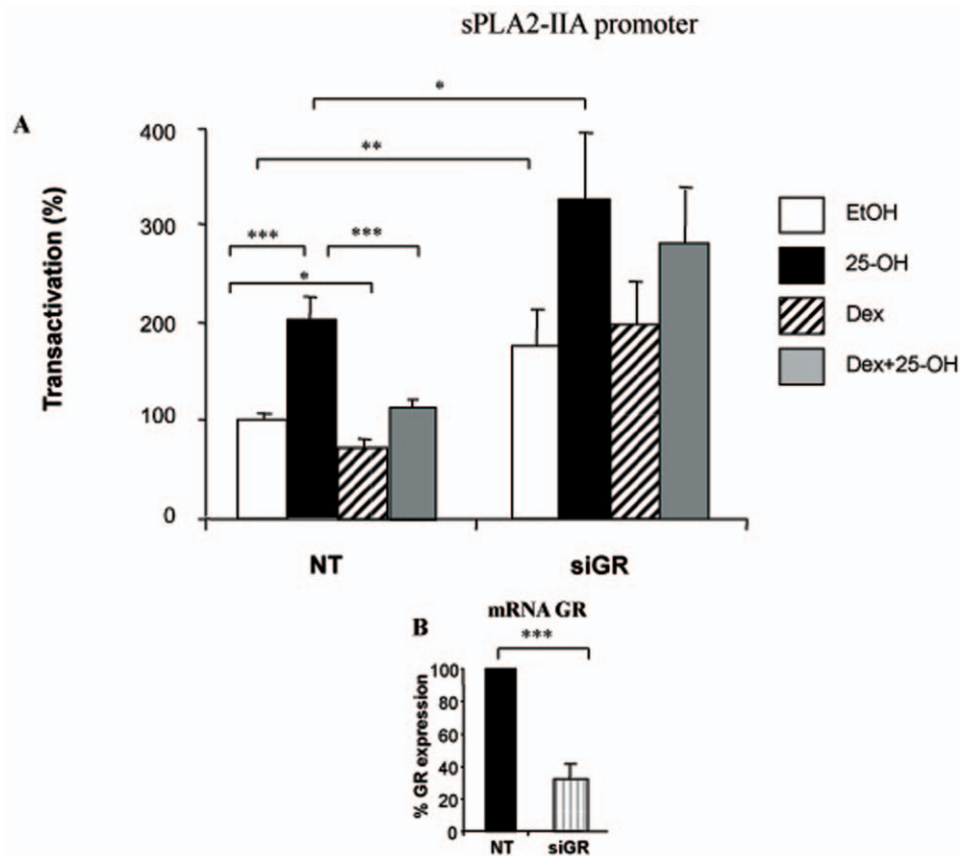 sPLA2-IIA promoter
A
Transactivation (%)
400
300
200
100
0
*
**
***
***
*
NT
siGR
EtOH
25-OH
Dex
Dex+25-OH
B
mRNA GR
***
% GR expression
100
80
60
40
20
0
NT
siGR